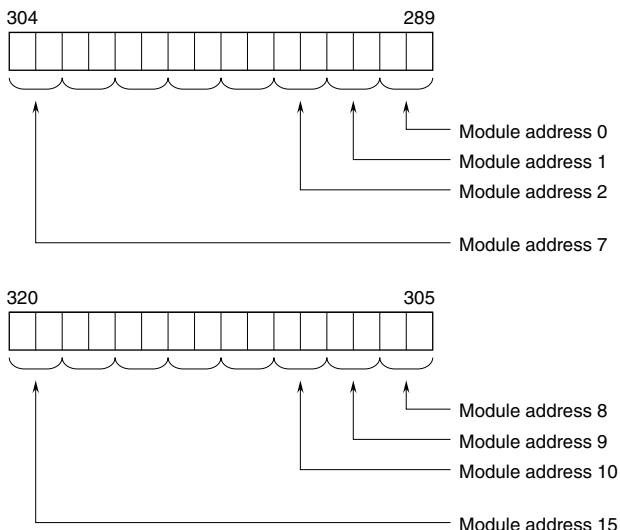 304 289
Module address 0
Module address 1
Module address 2
Module address 7
320 305
Module address 8
Module address 9
Module address 10
Module address 15